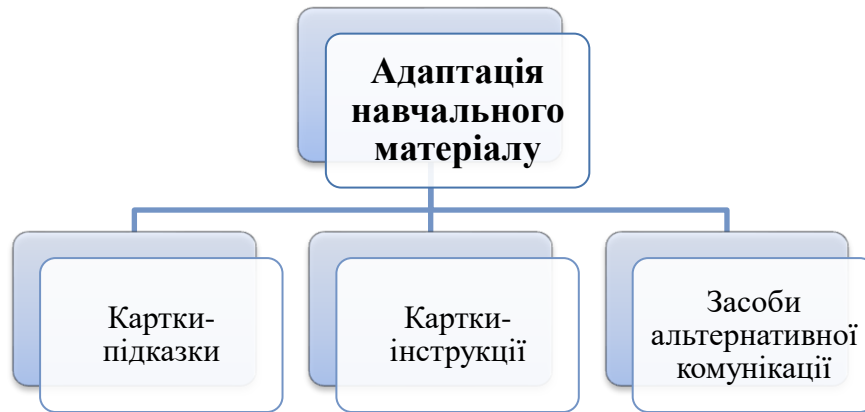 Адаптація
навчального
матеріалу
Картки-
підказки
Картки-
інструкції
Засоби
альтернативної
комунікації